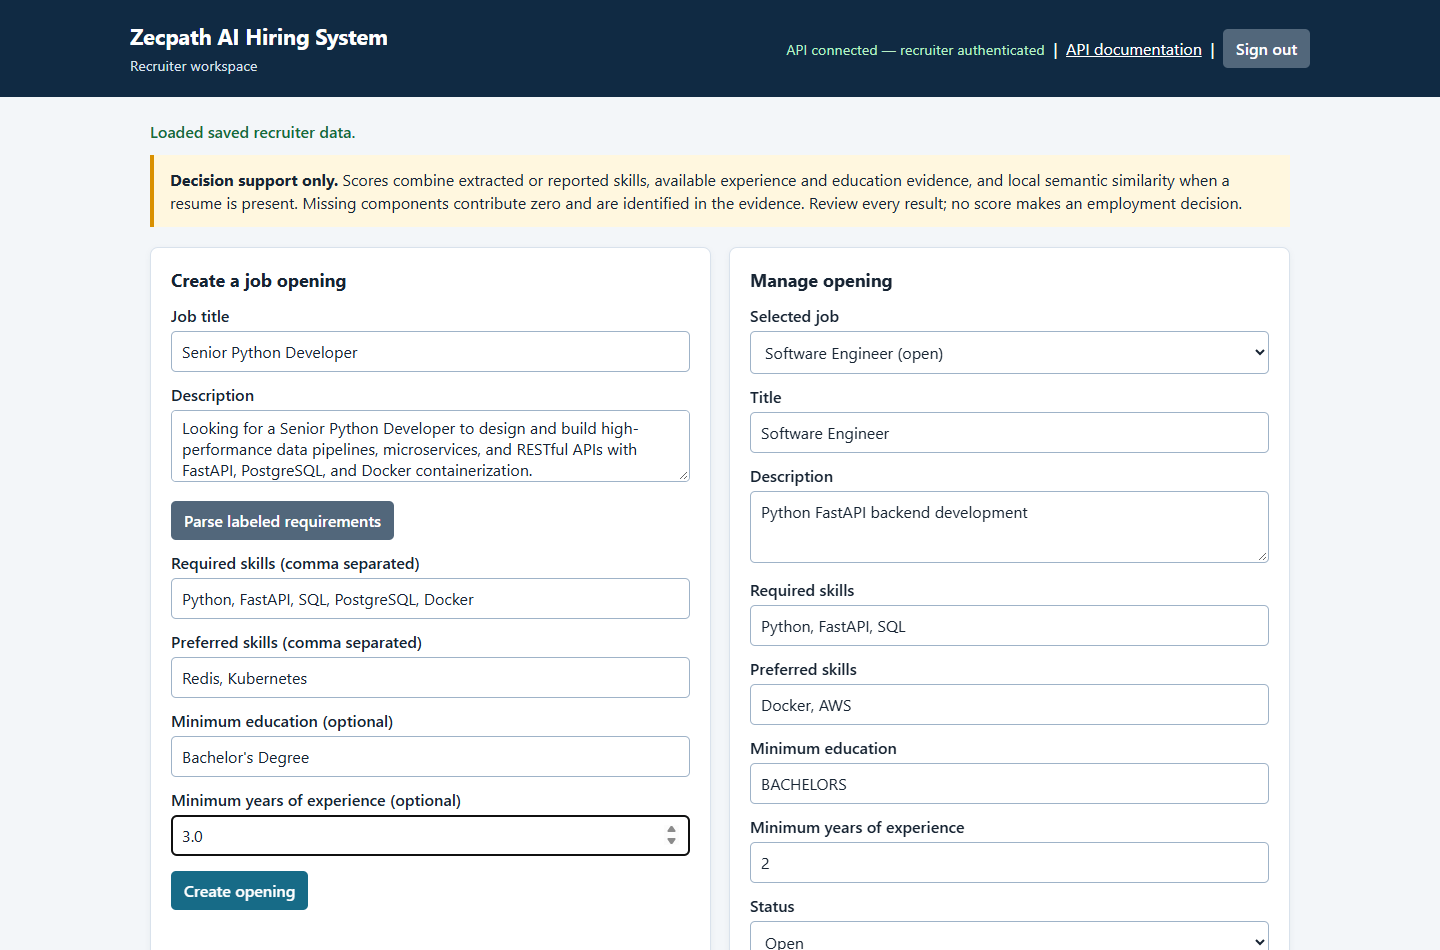 Zecpath AI Hiring System
Recruiter workspace
API connected — recruiter authenticated | API documentation | Sign out
Loaded saved recruiter data.
Decision support only. Scores combine extracted or reported skills, available experience and education evidence, and local semantic similarity when a
resume is present. Missing components contribute zero and are identified in the evidence. Review every result; no score makes an employment decision.
Create a job opening
Job title
Senior Python Developer
Description
Looking for a Senior Python Developer to design and build high-
performance data pipelines, microservices, and RESTful APIs with
FastAPI, PostgreSQL, and Docker containerization.
Parse labeled requirements
Required skills (comma separated)
Python, FastAPI, SQL, PostgreSQL, Docker
Preferred skills (comma separated)
Redis, Kubernetes
Minimum education (optional)
Bachelor's Degree
Minimum years of experience (optional)
3.0
Create opening
Manage opening
Selected job
Software Engineer (open)
Title
Software Engineer
Description
Python FastAPI backend development
Required skills
Python, FastAPI, SQL
Preferred skills
Docker, AWS
Minimum education
BACHELORS
Minimum years of experience
2
Status
Open